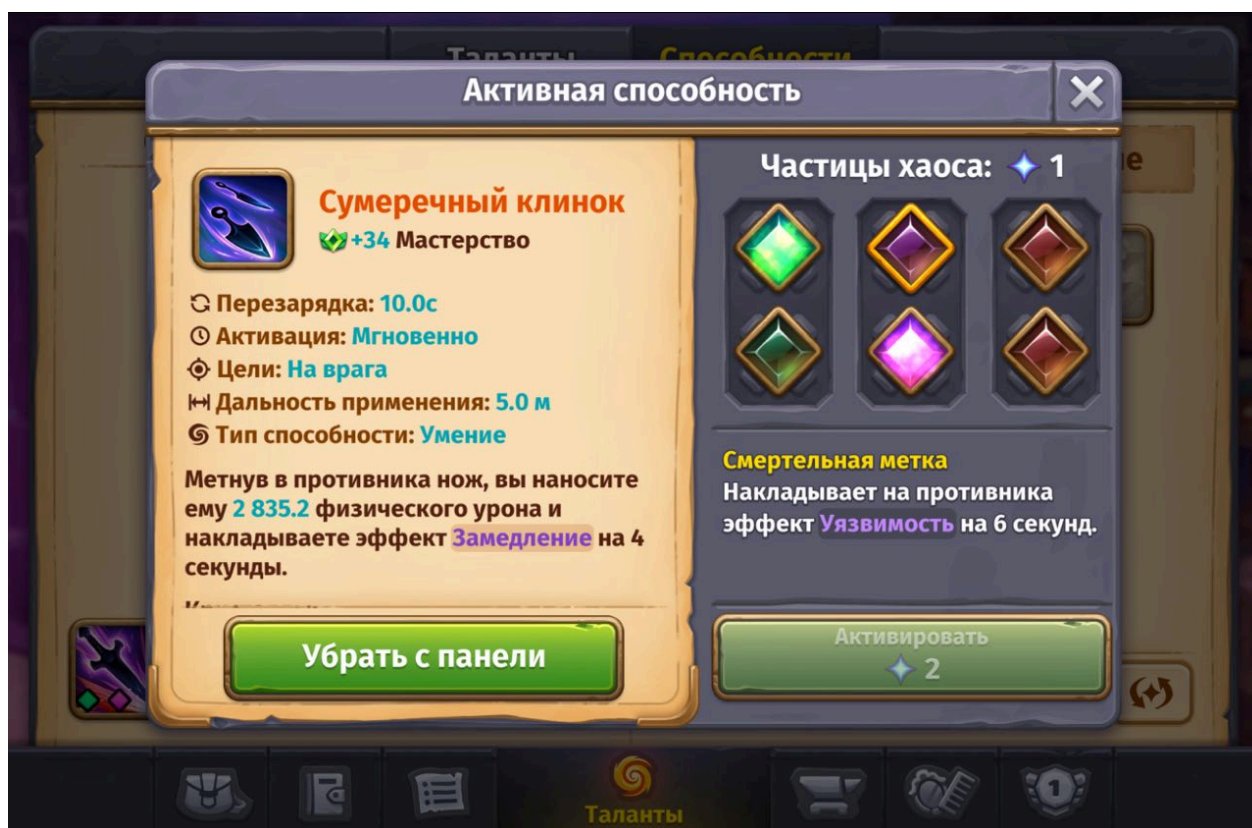 Таланты
Способности
Активная способность
Сумеречный клинок
+34 Мастерство
Перезарядка: 10.0с
Активация: Мгновенно
Цели: На врага
Дальность применения: 5.0 м
Тип способности: Умение
Метнув в противника нож, вы наносите
ему 2 835.2 физического урона и
накладываете эффект Замедление на 4
секунды.
Убрать с панели
Частицы хаоса: 1
Смертельная метка
Накладывает на противника
эффект Уязвимость на 6 секунд.
Активировать
2
Таланты
1